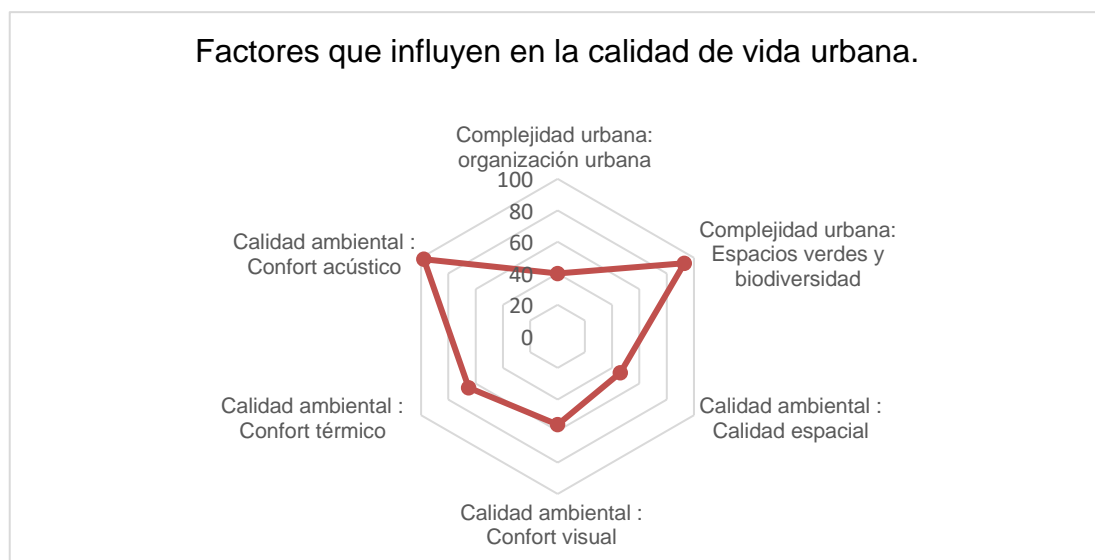 Factores que influyen en la calidad de vida urbana.
Complejidad urbana:
organización urbana
100
80
60
40
20
0
Complejidad urbana:
Espacios verdes y
biodiversidad
Calidad ambiental :
Calidad espacial
Calidad ambiental :
Confort visual
Calidad ambiental :
Confort térmico
Calidad ambiental :
Confort acústico